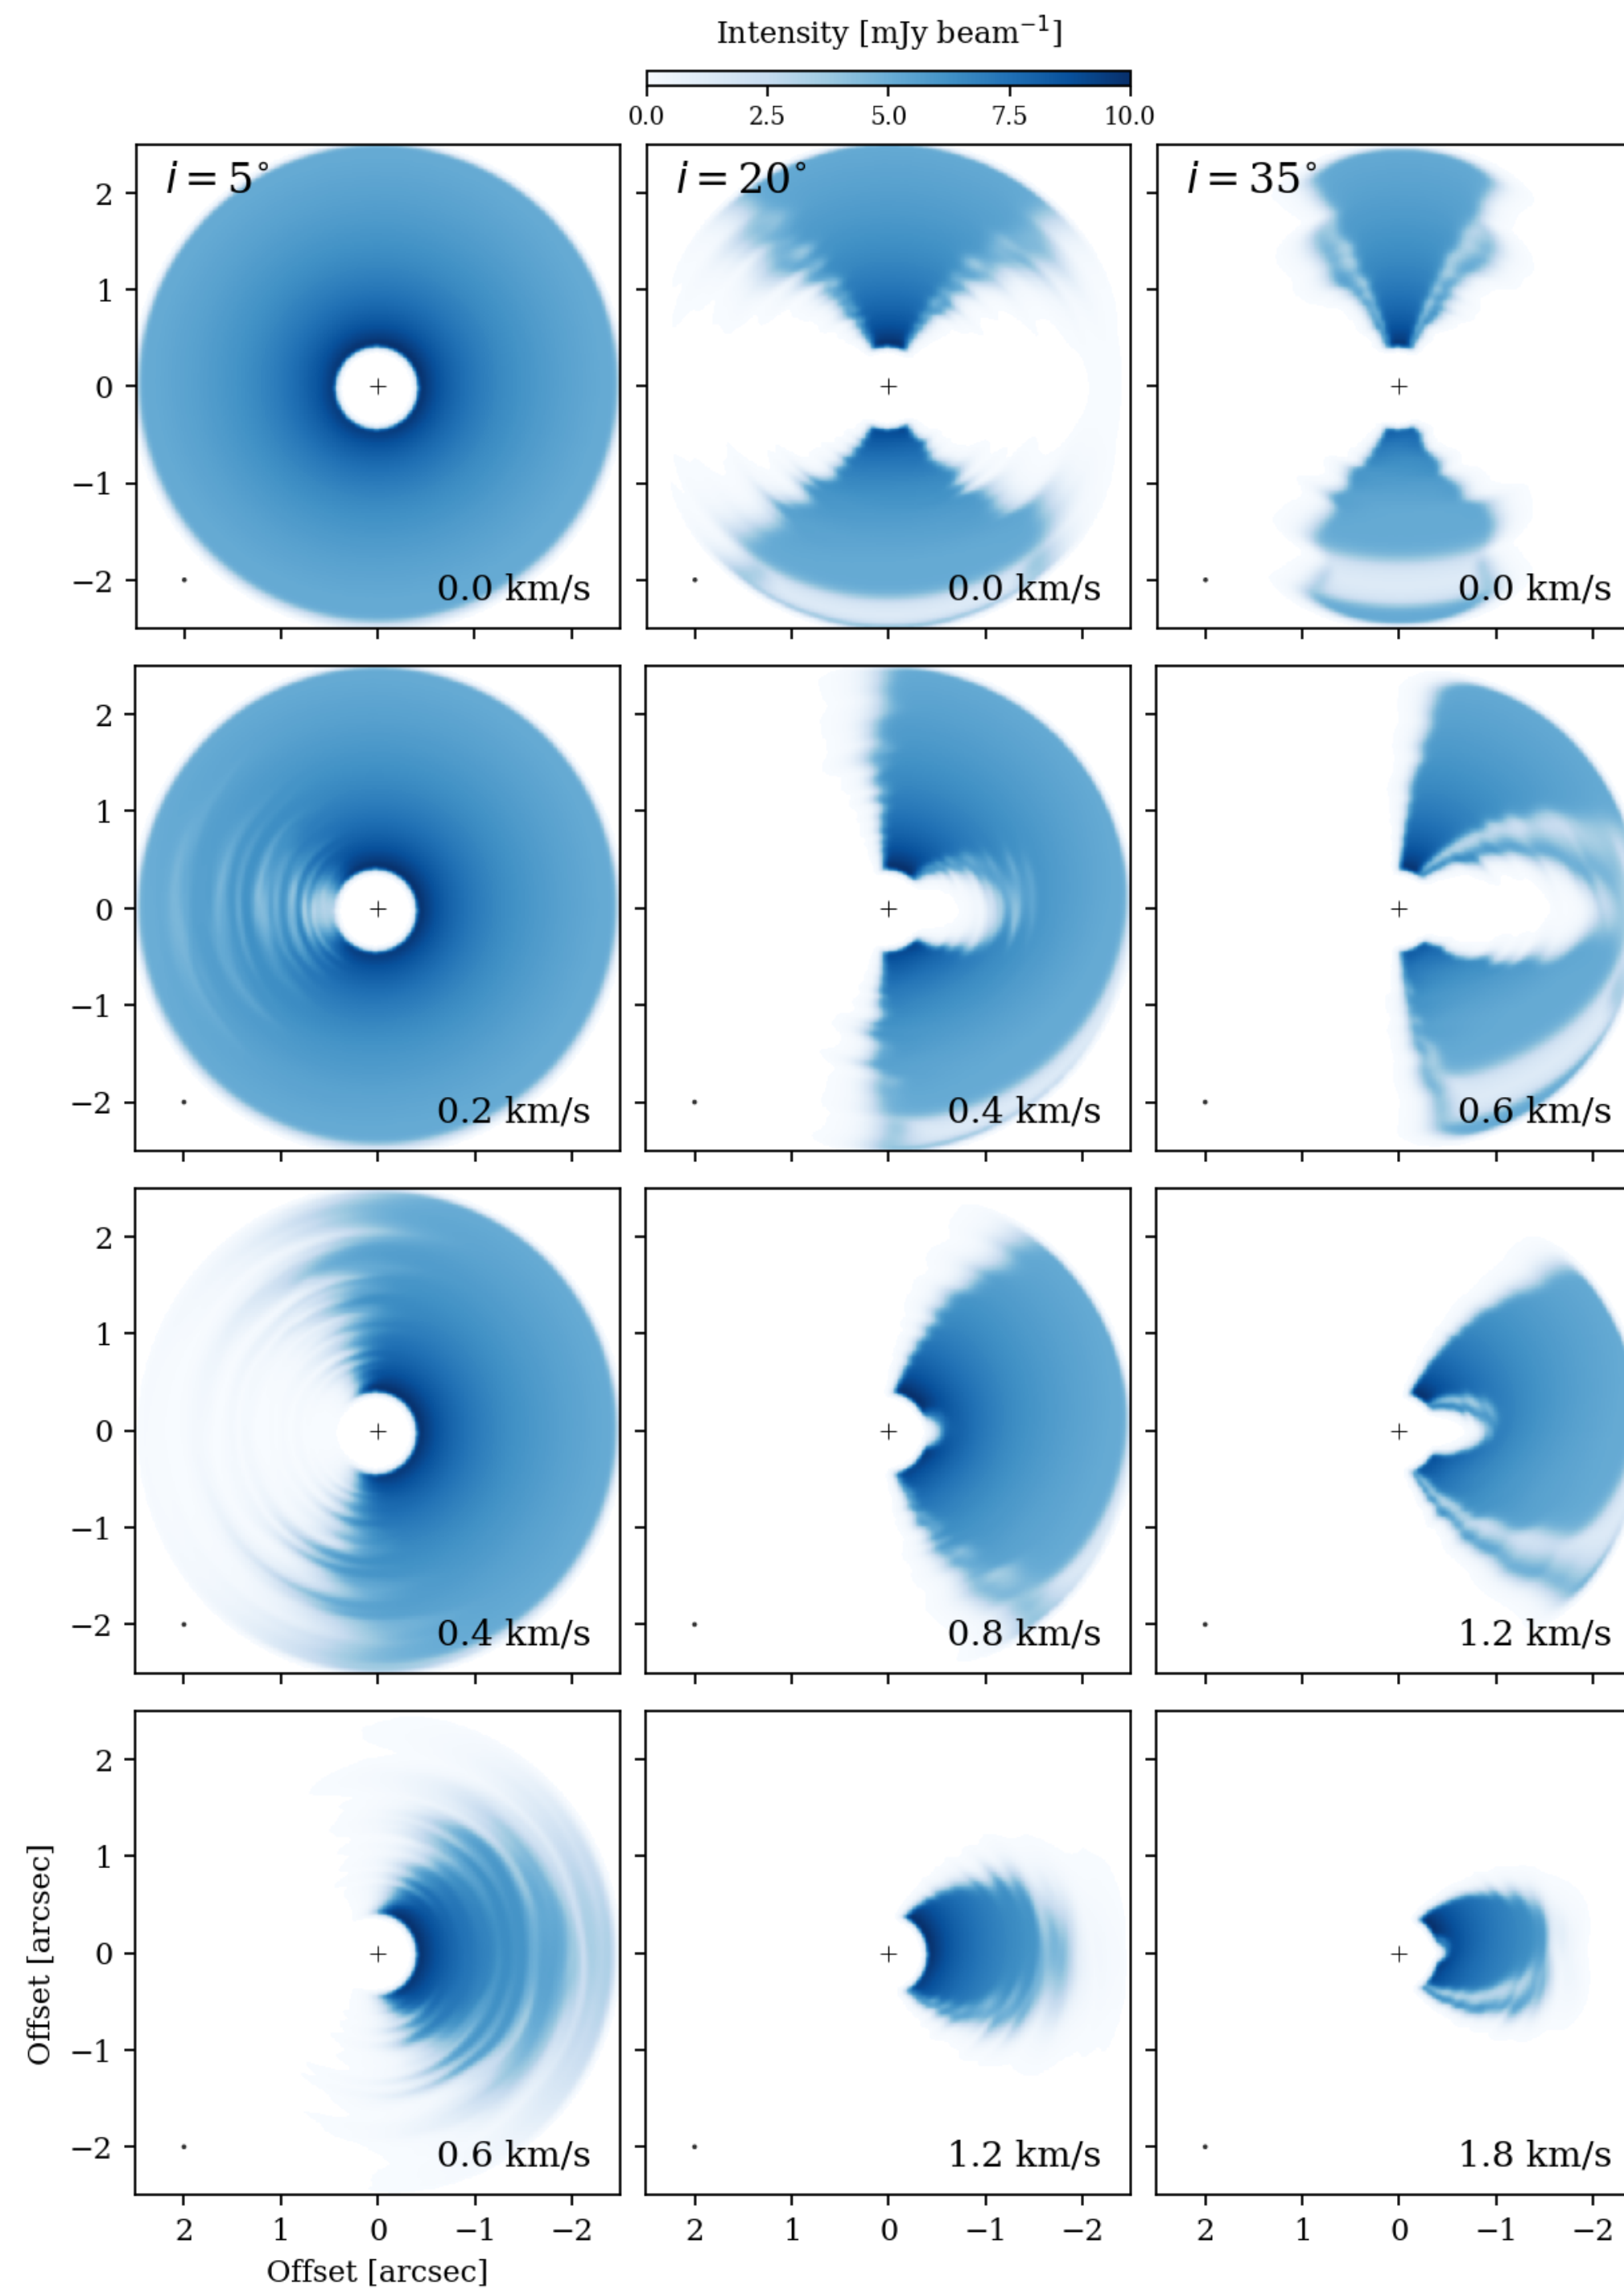 Intensity [mJy beam⁻¹]
0.0 2.5 5.0 7.5 10.0
i = 5° i = 20° i = 35°
2
1
0
−1
−2
0.0 km/s 0.0 km/s 0.0 km/s
2
1
0
−1
−2
0.2 km/s 0.4 km/s 0.6 km/s
2
1
0
−1
−2
0.4 km/s 0.8 km/s 1.2 km/s
2
1
0
−1
−2
Offset [arcsec]
0.6 km/s 1.2 km/s 1.8 km/s
2 1 0 −1 −2 2 1 0 −1 −2 2 1 0 −1 −2
Offset [arcsec]